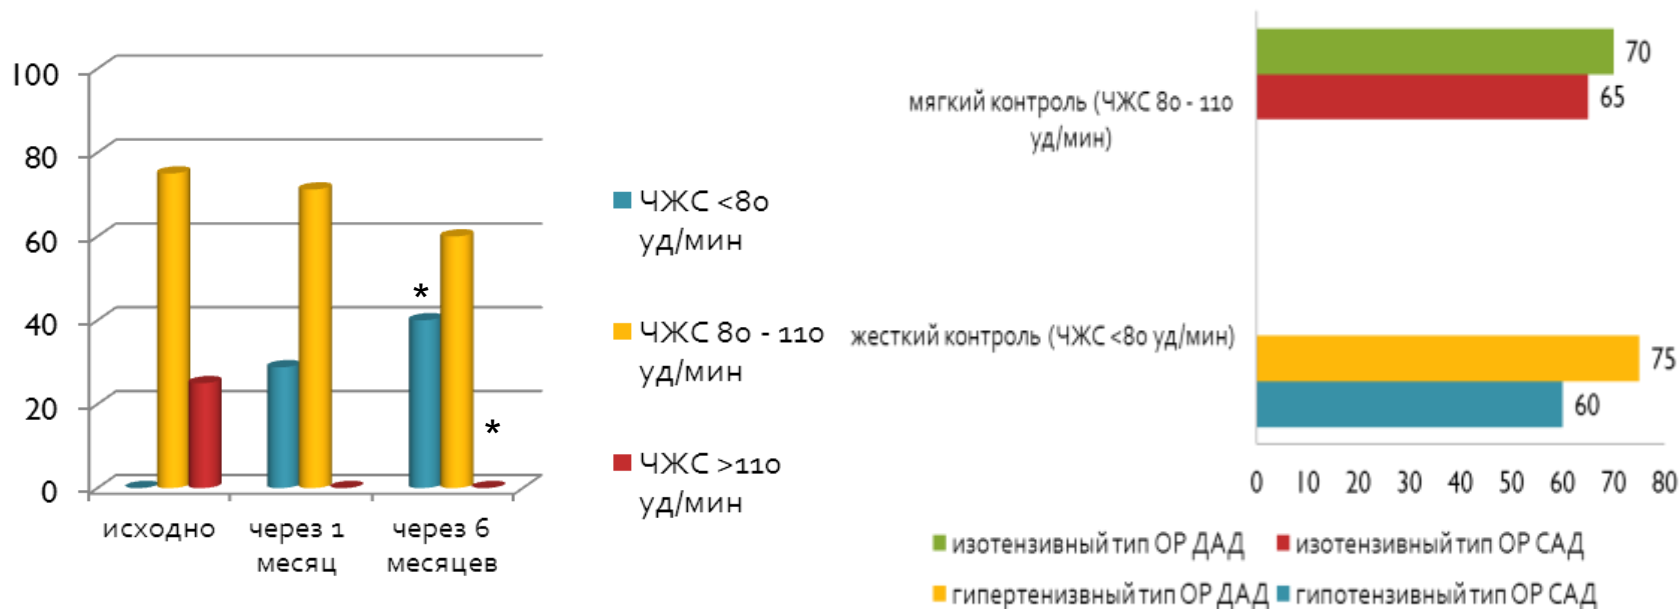 100
80
60
40
20
0
*
*
исходно
через 1
месяц
через 6
месяцев
ЧЖС <80
уд/мин
ЧЖС 80 - 110
уд/мин
ЧЖС >110
уд/мин
мягкий контроль (ЧЖС 80 - 110
уд/мин)
70
65
жесткий контроль (ЧЖС <80 уд/мин)
75
60
0 10 20 30 40 50 60 70 80
изотензивный тип ОР ДАД
изотензивный тип ОР САД
гипертенизвный тип ОР ДАД
гипотензивный тип ОР САД